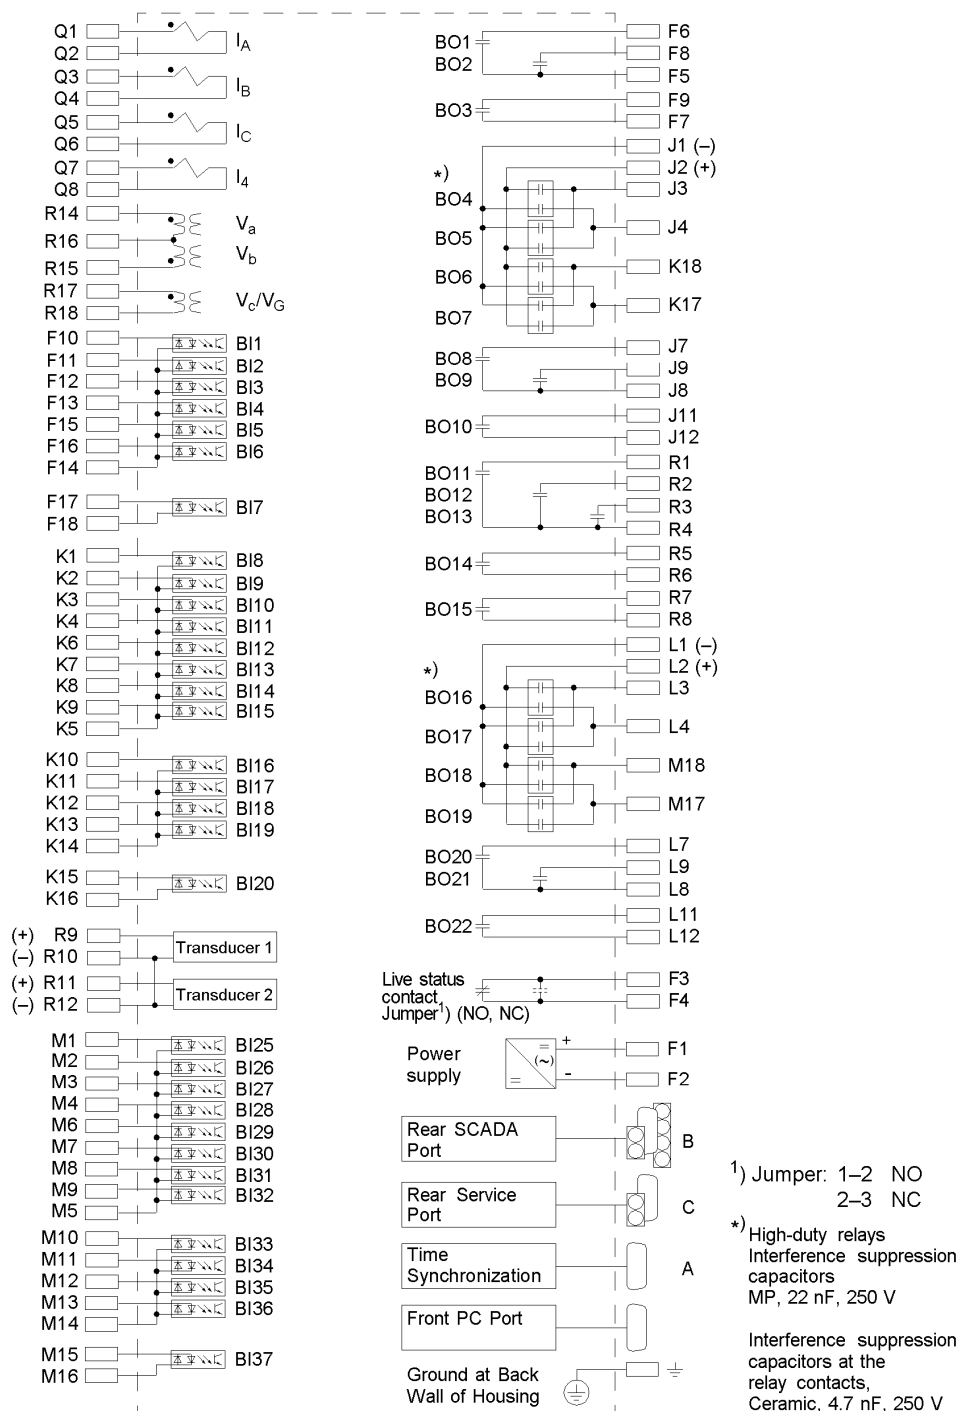 Q1
Q2
I_A
Q3
Q4
I_B
Q5
Q6
I_C
Q7
Q8
I_4
R14
V_a
R16
V_b
R15
R17
V_c/V_G
R18
F10
BI1
F11
BI2
F12
BI3
F13
BI4
F15
BI5
F16
BI6
F14
F17
BI7
F18
K1
BI8
K2
BI9
K3
BI10
K4
BI11
K6
BI12
K7
BI13
K8
BI14
K9
BI15
K5
K10
BI16
K11
BI17
K12
BI18
K13
BI19
K14
K15
BI20
K16
(+) R9
Transducer 1
(–) R10
(+) R11
Transducer 2
(–) R12
M1
BI25
M2
BI26
M3
BI27
M4
BI28
M6
BI29
M7
BI30
M8
BI31
M9
BI32
M5
M10
BI33
M11
BI34
M12
BI35
M13
BI36
M14
M15
BI37
M16
BO1
BO2
F6
F8
F5
BO3
F9
F7
J1 (–)
J2 (+)
*)
BO4
J3
BO5
J4
BO6
K18
BO7
K17
BO8
BO9
J7
J9
J8
BO10
J11
J12
BO11
BO12
BO13
R1
R2
R3
R4
BO14
R5
R6
BO15
R7
R8
L1 (–)
L2 (+)
*)
BO16
L3
BO17
L4
BO18
M18
BO19
M17
BO20
BO21
L7
L9
L8
BO22
L11
L12
Live status
contact
Jumper1) (NO, NC)
F3
F4
Power
supply
=
(~)
=
+
-
F1
F2
Rear SCADA
Port
B
Rear Service
Port
C
Time
Synchronization
A
Front PC Port
Ground at Back
Wall of Housing
1) Jumper: 1–2 NO
2–3 NC
*) High-duty relays
Interference suppression
capacitors
MP, 22 nF, 250 V
Interference suppression
capacitors at the
relay contacts,
Ceramic, 4.7 nF, 250 V